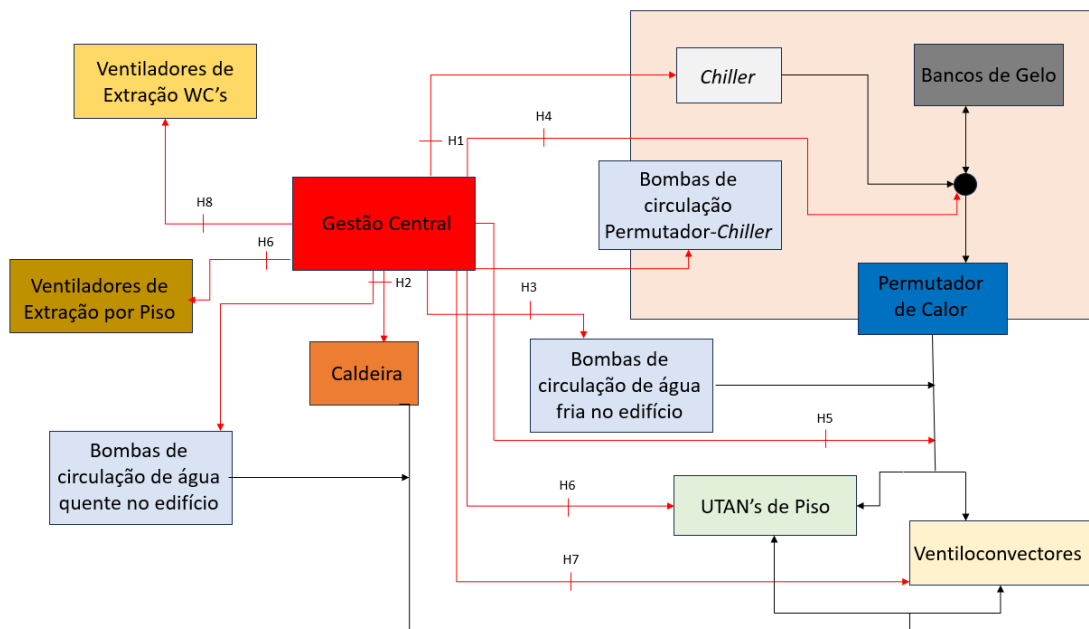 Ventiladores de
Extração WC's
Chiller
Bancos de Gelo
H1
H4
Bombas de
circulação
Permutador-Chiller
Gestão Central
H8
H6
H2
Ventiladores de
Extração por Piso
H3
Permutador
de Calor
Caldeira
Bombas de
circulação de água
fria no edifício
H5
Bombas de
circulação de água
quente no edifício
H6
UTAN's de Piso
H7
Ventiloconvectores